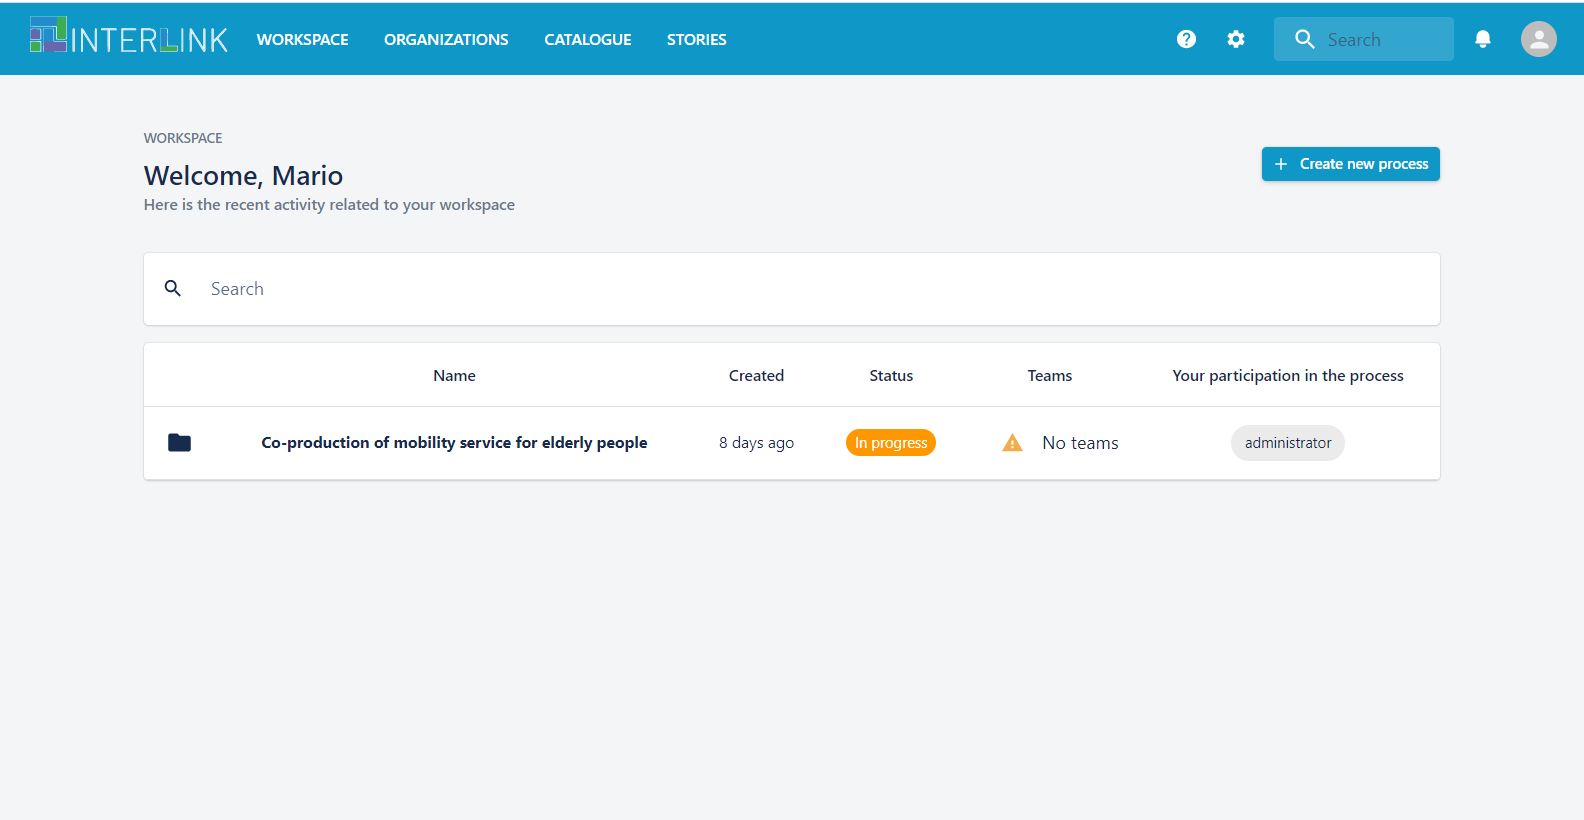 INTERLINK WORKSPACE ORGANIZATIONS CATALOGUE STORIES Search
WORKSPACE
Welcome, Mario
Here is the recent activity related to your workspace
Create new process
Search
Name Created Status Teams Your participation in the process
Co-production of mobility service for elderly people 8 days ago In progress No teams administrator